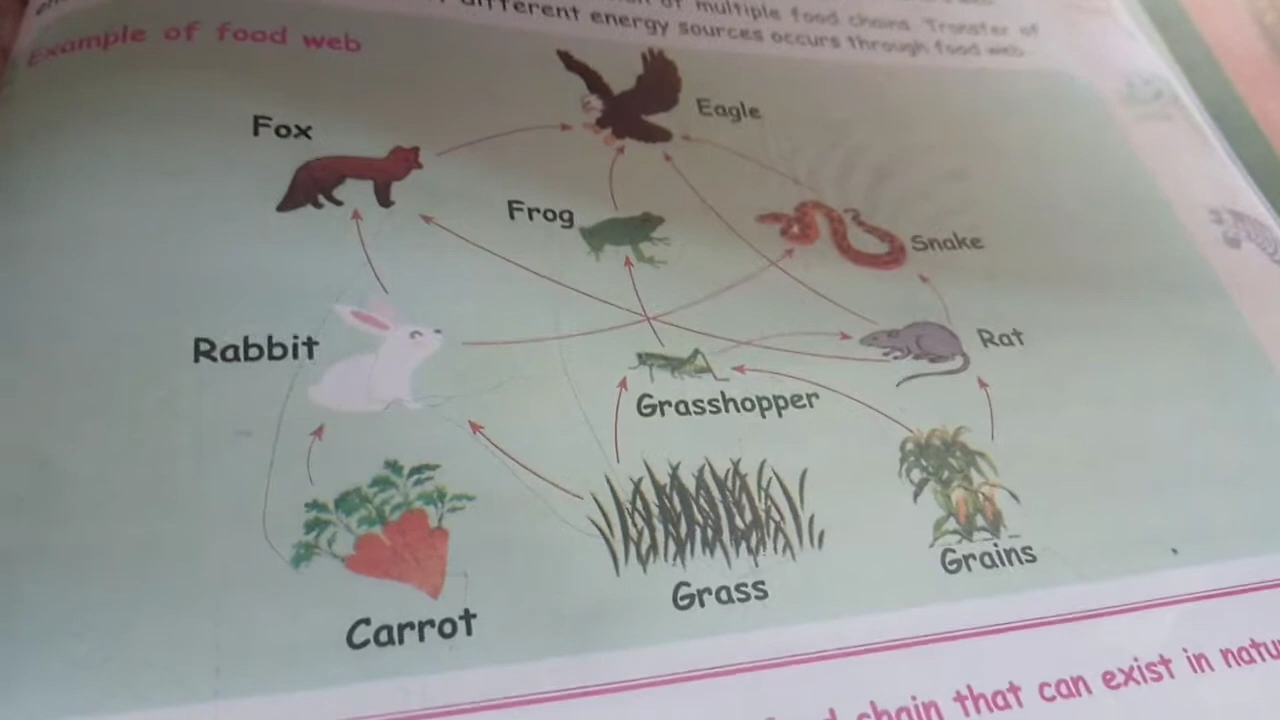 of multiple food chains. Transfer of
different energy sources occurs through food web.
Example of food web
Eagle
Fox
Frog
Snake
Rabbit
Rat
Grasshopper
Grains
Grass
Carrot
chain that can exist in natu